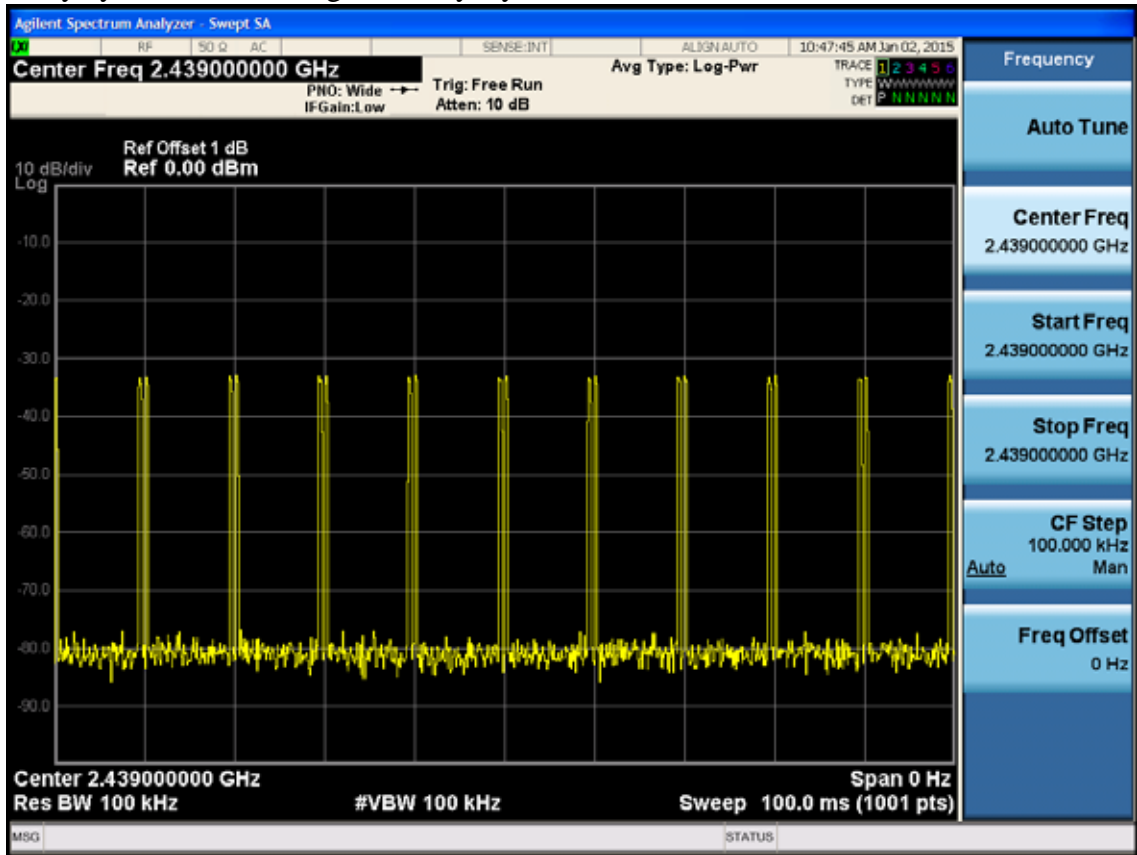 Agilent Spectrum Analyzer - Swept SA
RF 50 Ω AC SENSE:INT ALIGN AUTO 10:47:45 AM Jan 02, 2015
Center Freq 2.439000000 GHz
PNO: Wide
IFGain:Low
Trig: Free Run
Atten: 10 dB
Avg Type: Log-Pwr
TRACE 1 2 3 4 5 6
TYPE
DET P N N N N N
Frequency
Auto Tune
Center Freq
2.439000000 GHz
Start Freq
2.439000000 GHz
Stop Freq
2.439000000 GHz
CF Step
100.000 kHz
Auto Man
Freq Offset
0 Hz
Ref Offset 1 dB
10 dB/div Ref 0.00 dBm
Log
-10.0
-20.0
-30.0
-40.0
-50.0
-60.0
-70.0
-80.0
-90.0
Center 2.439000000 GHz Span 0 Hz
Res BW 100 kHz #VBW 100 kHz Sweep 100.0 ms (1001 pts)
MSG STATUS